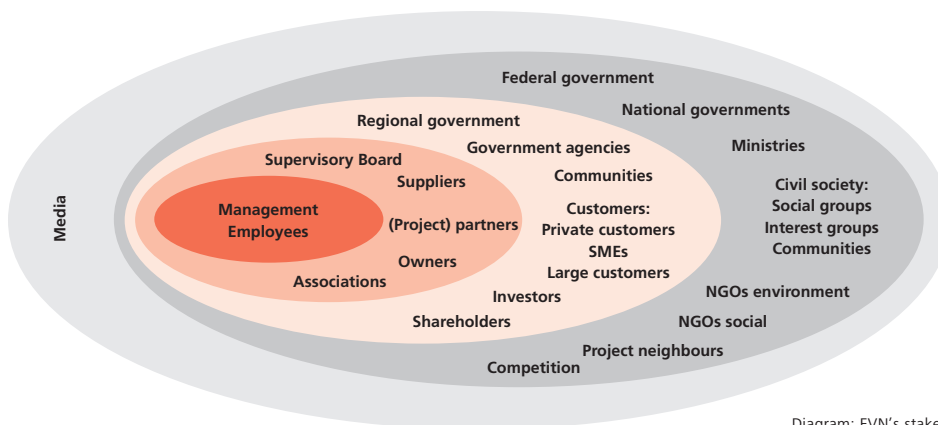 Federal government
National governments
Regional government
Government agencies
Ministries
Supervisory Board
Suppliers
Communities
Civil society:
Social groups
Interest groups
Communities
Management
Employees
(Project) partners
Customers:
Private customers
SMEs
Large customers
Media
Owners
Associations
Investors
Shareholders
NGOs environment
NGOs social
Project neighbours
Competition
Diagram: EVN's